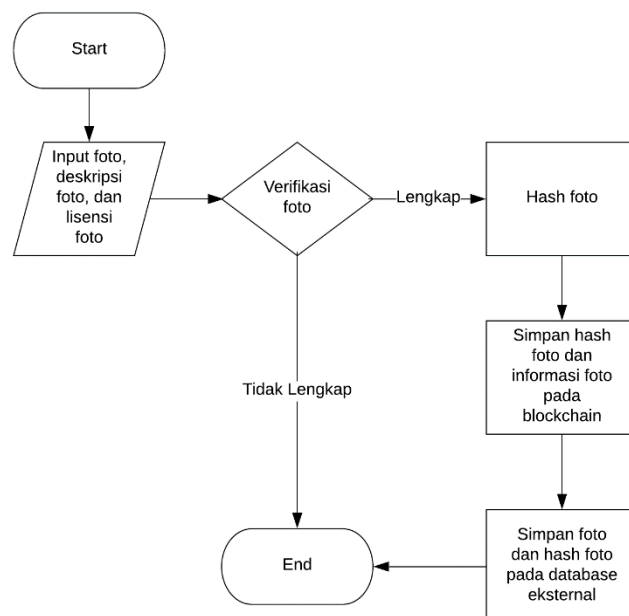 Start
Input foto,
deskripsi
foto, dan
lisensi
foto
Verifikasi
foto
Lengkap
Hash foto
Simpan hash
foto dan
informasi foto
pada
blockchain
Tidak Lengkap
Simpan foto
dan hash foto
pada database
eksternal
End